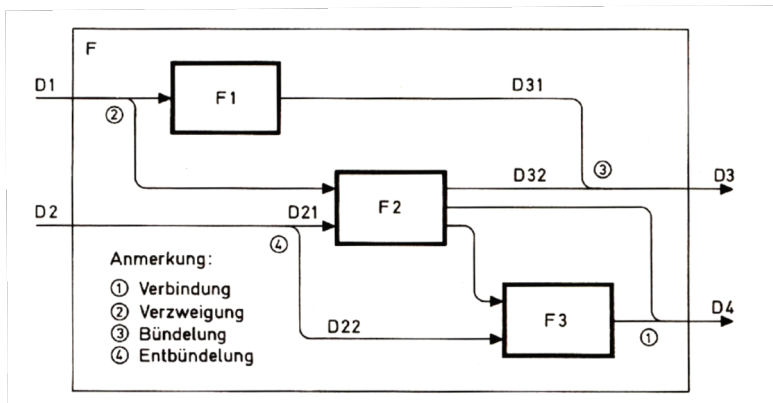 F
D1
F1
D31
②
③
D32
D3
D2
D21
F2
④
Anmerkung:
① Verbindung
② Verzweigung
③ Bündelung
④ Entbündelung
D22
F3
D4
①